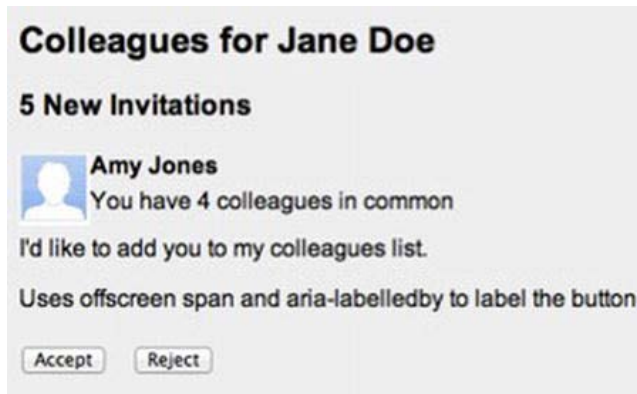 Colleagues for Jane Doe
5 New Invitations
Amy Jones
You have 4 colleagues in common
I'd like to add you to my colleagues list.
Uses offscreen span and aria-labelledby to label the button
Accept Reject